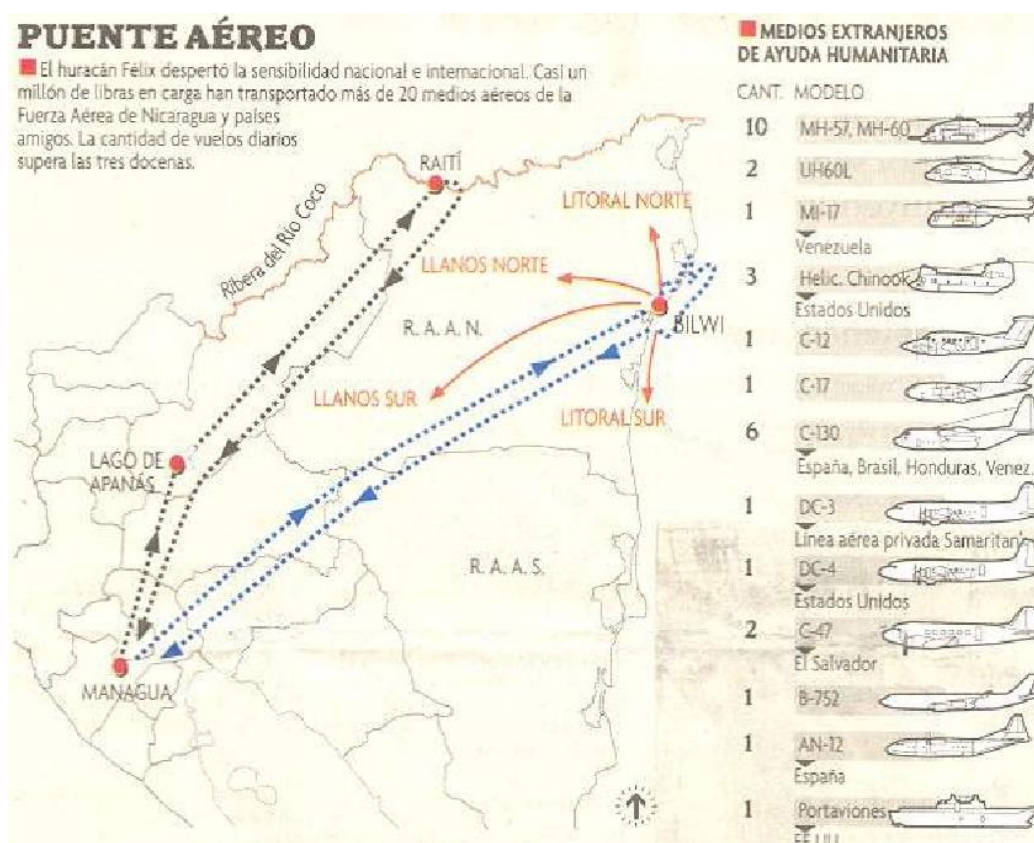 PUENTE AÉREO
El huracán Félix despertó la sensibilidad nacional e internacional. Casi un
millón de libras en carga han transportado más de 20 medios aéreos de la
Fuerza Aérea de Nicaragua y países
amigos. La cantidad de vuelos diarios
supera las tres docenas.
RAITÍ
Ribera del Río Coco
LITORAL NORTE
LLANOS NORTE
R. A. A. N.
BILWI
LLANOS SUR
LITORAL SUR
LAGO DE
APANÁS
R. A. A. S.
MANAGUA
MEDIOS EXTRANJEROS
DE AYUDA HUMANITARIA
CANT. MODELO
10 MH-57, MH-60
2 UH60L
1 MI-17
Venezuela
3 Helic. Chinook
Estados Unidos
1 C-12
1 C-17
6 C-130
España, Brasil, Honduras, Venez.
1 DC-3
Línea aérea privada Samaritan's
1 DC-4
Estados Unidos
2 C-47
El Salvador
1 B-752
1 AN-12
España
1 Portaviones
EE.UU.